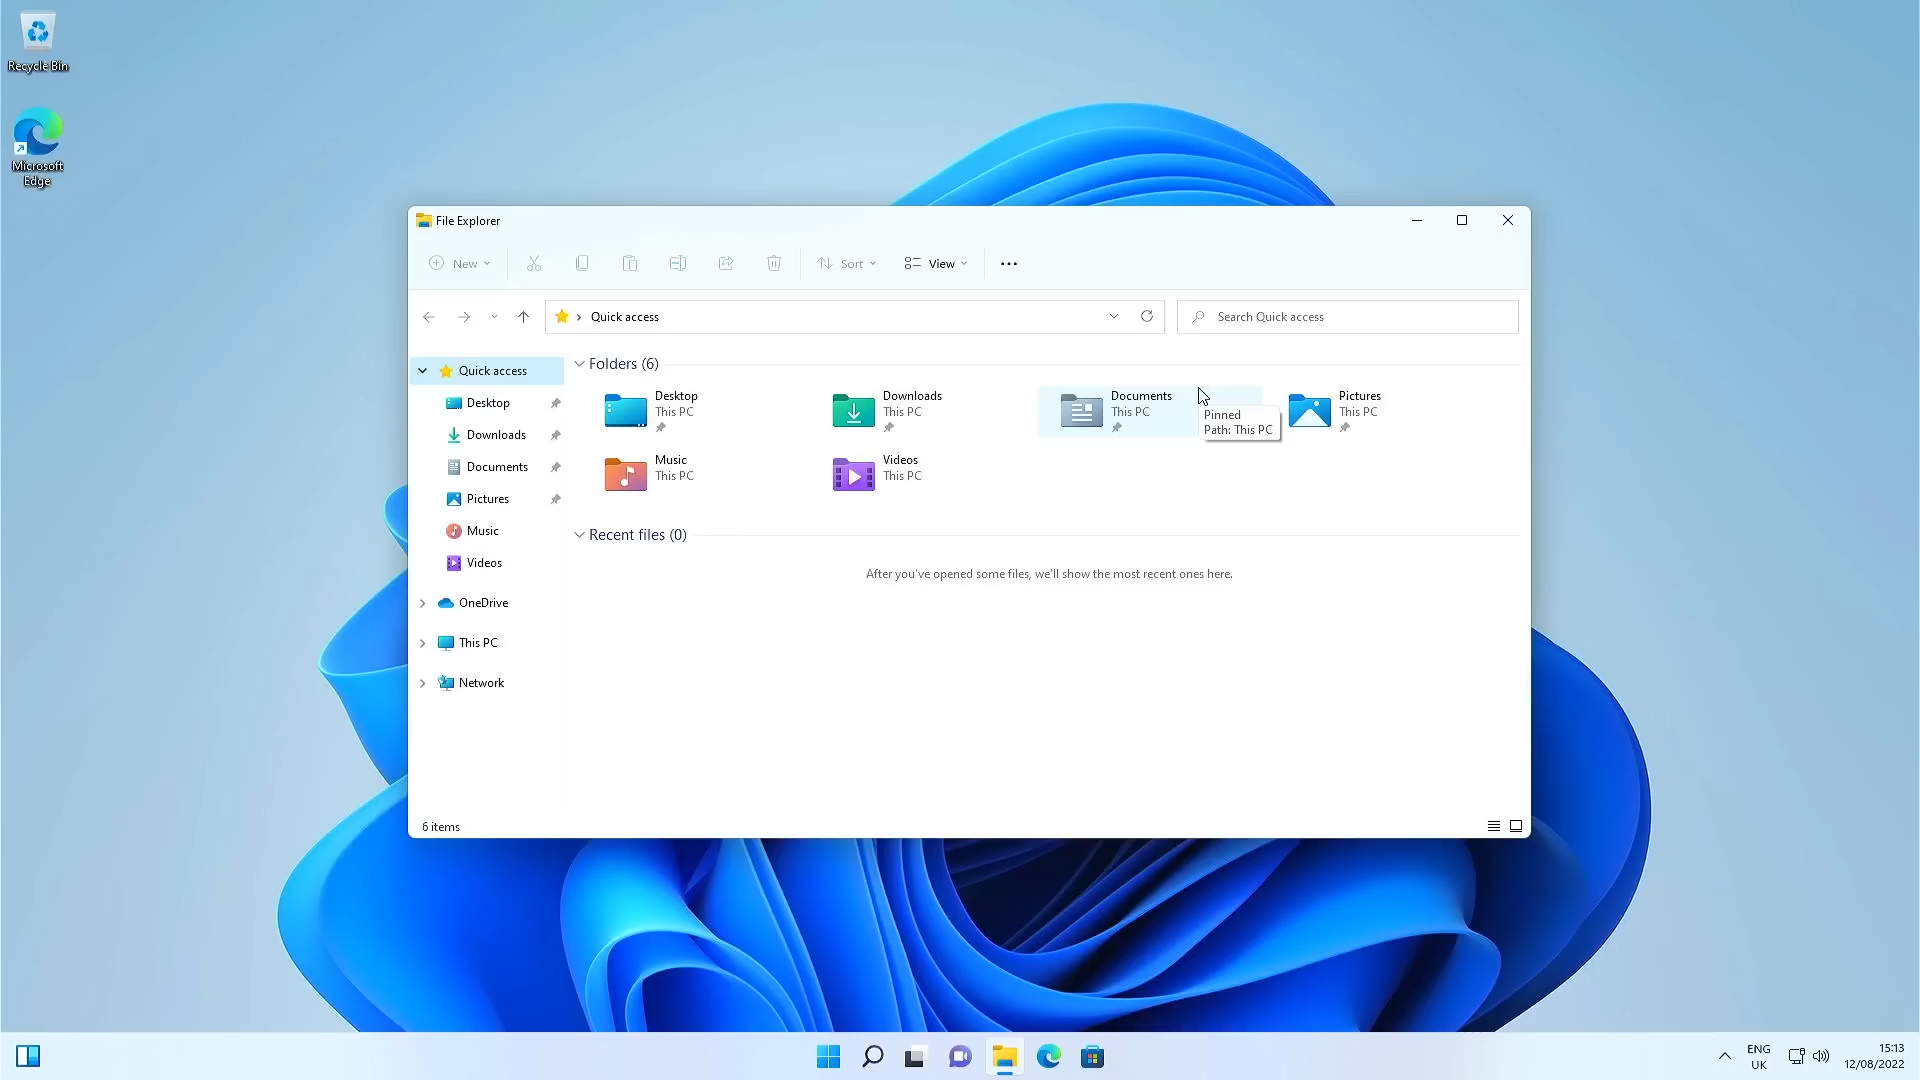 Recycle Bin
Microsoft
Edge
File Explorer
New
Sort
View
Quick access
Search Quick access
Quick access
Desktop
Downloads
Documents
Pictures
Music
Videos
OneDrive
This PC
Network
Folders (6)
Desktop
This PC
Downloads
This PC
Documents
This PC
Pinned
Path: This PC
Pictures
This PC
Music
This PC
Videos
This PC
Recent files (0)
After you've opened some files, we'll show the most recent ones here.
6 items
ENG
UK
15:13
12/08/2022